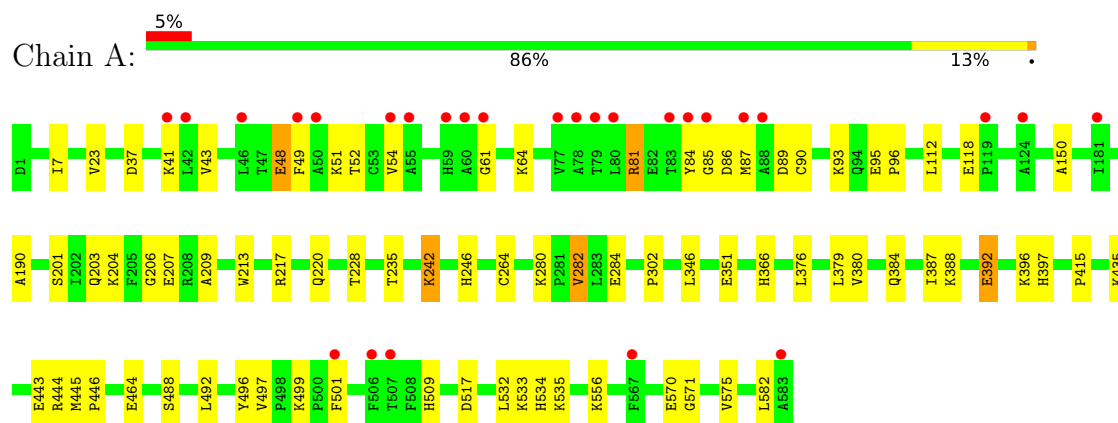 5%
Chain A:
86% 13% •
D1 I7 V23 D37 K41 L42 V43 L46 T47 E48 F49 A50 K51 T52 C53 V54 A55 H59 A60 G61 K64 V77 A78 T79 L80 R81 E82 T83 Y84 G85 D86 M87 A88 D89 C90 K93 Q94 E95 P96 L112 E118 P119 A124 A150 I181
A190 S201 I202 Q203 K204 F205 G206 E207 R208 A209 W213 R217 Q220 T228 T235 K242 H246 C264 K280 P281 V282 L283 E284 P302 L346 E351 H366 L376 L379 V380 Q384 I387 K388 E392 K396 H397 P415 K435
E443 R444 M445 P446 E464 S488 L492 Y496 V497 P498 K499 P500 F501 F506 T507 F508 H509 D517 L532 K533 H534 K535 K556 F567 E570 G571 V575 L582 A583